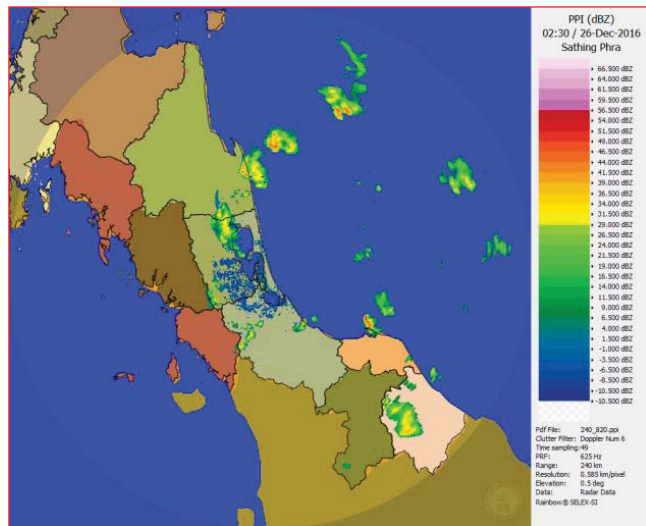 PPI (dBZ)
02:30 / 26-Dec-2016
Sathing Phra
66.500 dBZ
64.000 dBZ
61.500 dBZ
59.500 dBZ
56.500 dBZ
54.000 dBZ
51.500 dBZ
49.000 dBZ
46.500 dBZ
44.000 dBZ
41.500 dBZ
39.000 dBZ
36.500 dBZ
34.000 dBZ
31.500 dBZ
29.000 dBZ
26.500 dBZ
24.000 dBZ
21.500 dBZ
19.000 dBZ
16.500 dBZ
14.000 dBZ
11.500 dBZ
9.000 dBZ
6.500 dBZ
4.000 dBZ
1.500 dBZ
-1.000 dBZ
-3.500 dBZ
-6.000 dBZ
-8.500 dBZ
-10.500 dBZ
Pdf File: 240_820.ppi
Clutter Filter: Doppler Num 6
Time sampling: 49
PRF: 625 Hz
Range: 240 km
Resolution: 0.585 km/pixel
Elevation: 0.5 deg
Data: Radar Data
Rainbow® SELEX-SI